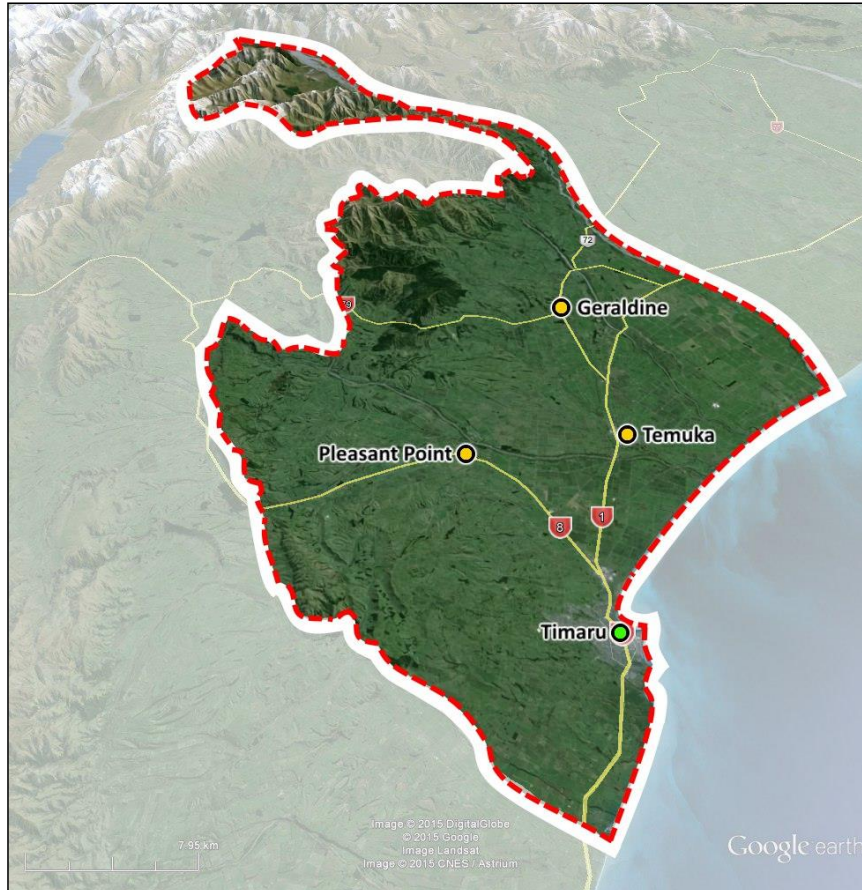 72
79
Geraldine
Temuka
Pleasant Point
8
1
Timaru
Image © 2015 DigitalGlobe
© 2015 Google
Image Landsat
Image © 2015 CNES / Astrium
7.95 km
Google earth